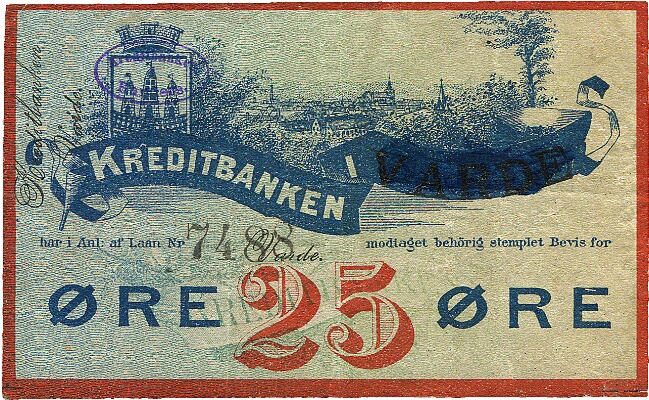 KREDITBANKEN I VARDE
har i Anl: af Laan Nr 7488 Varde. modtaget behörig stemplet Bevis for
ØRE 25 ØRE